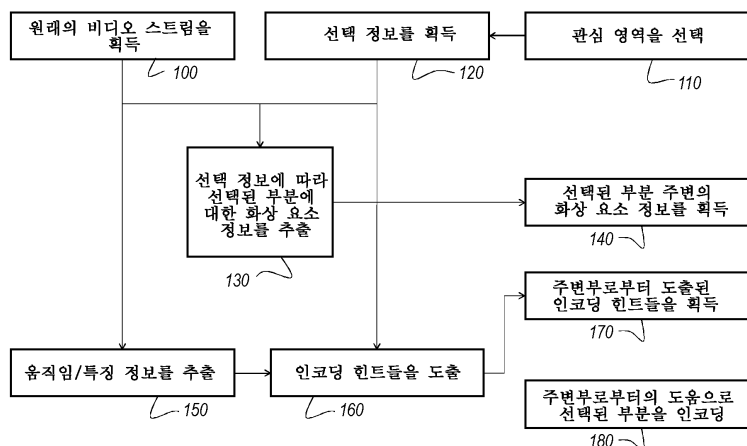 원래의 비디오 스트림을
획득
100
선택 정보를 획득
120
관심 영역을 선택
110
선택 정보에 따라
선택된 부분에
대한 화상 요소
정보를 추출
130
선택된 부분 주변의
화상 요소 정보를 획득
140
주변부로부터 도출된
인코딩 힌트들을 획득
170
움직임/특징 정보를 추출
150
인코딩 힌트들을 도출
160
주변부로부터의 도움으로
선택된 부분을 인코딩
180